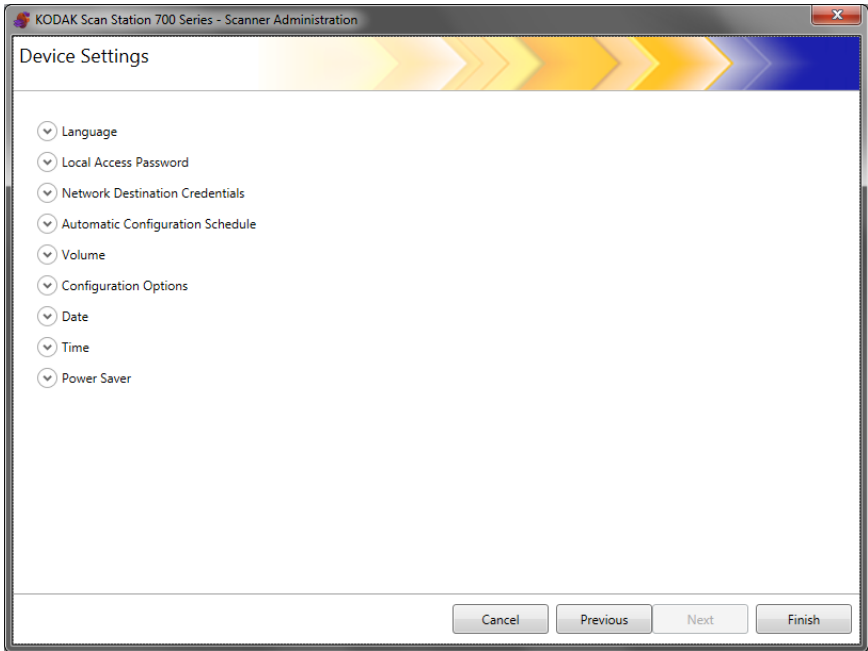 KODAK Scan Station 700 Series - Scanner Administration
Device Settings
Language
Local Access Password
Network Destination Credentials
Automatic Configuration Schedule
Volume
Configuration Options
Date
Time
Power Saver
Cancel Previous Next Finish